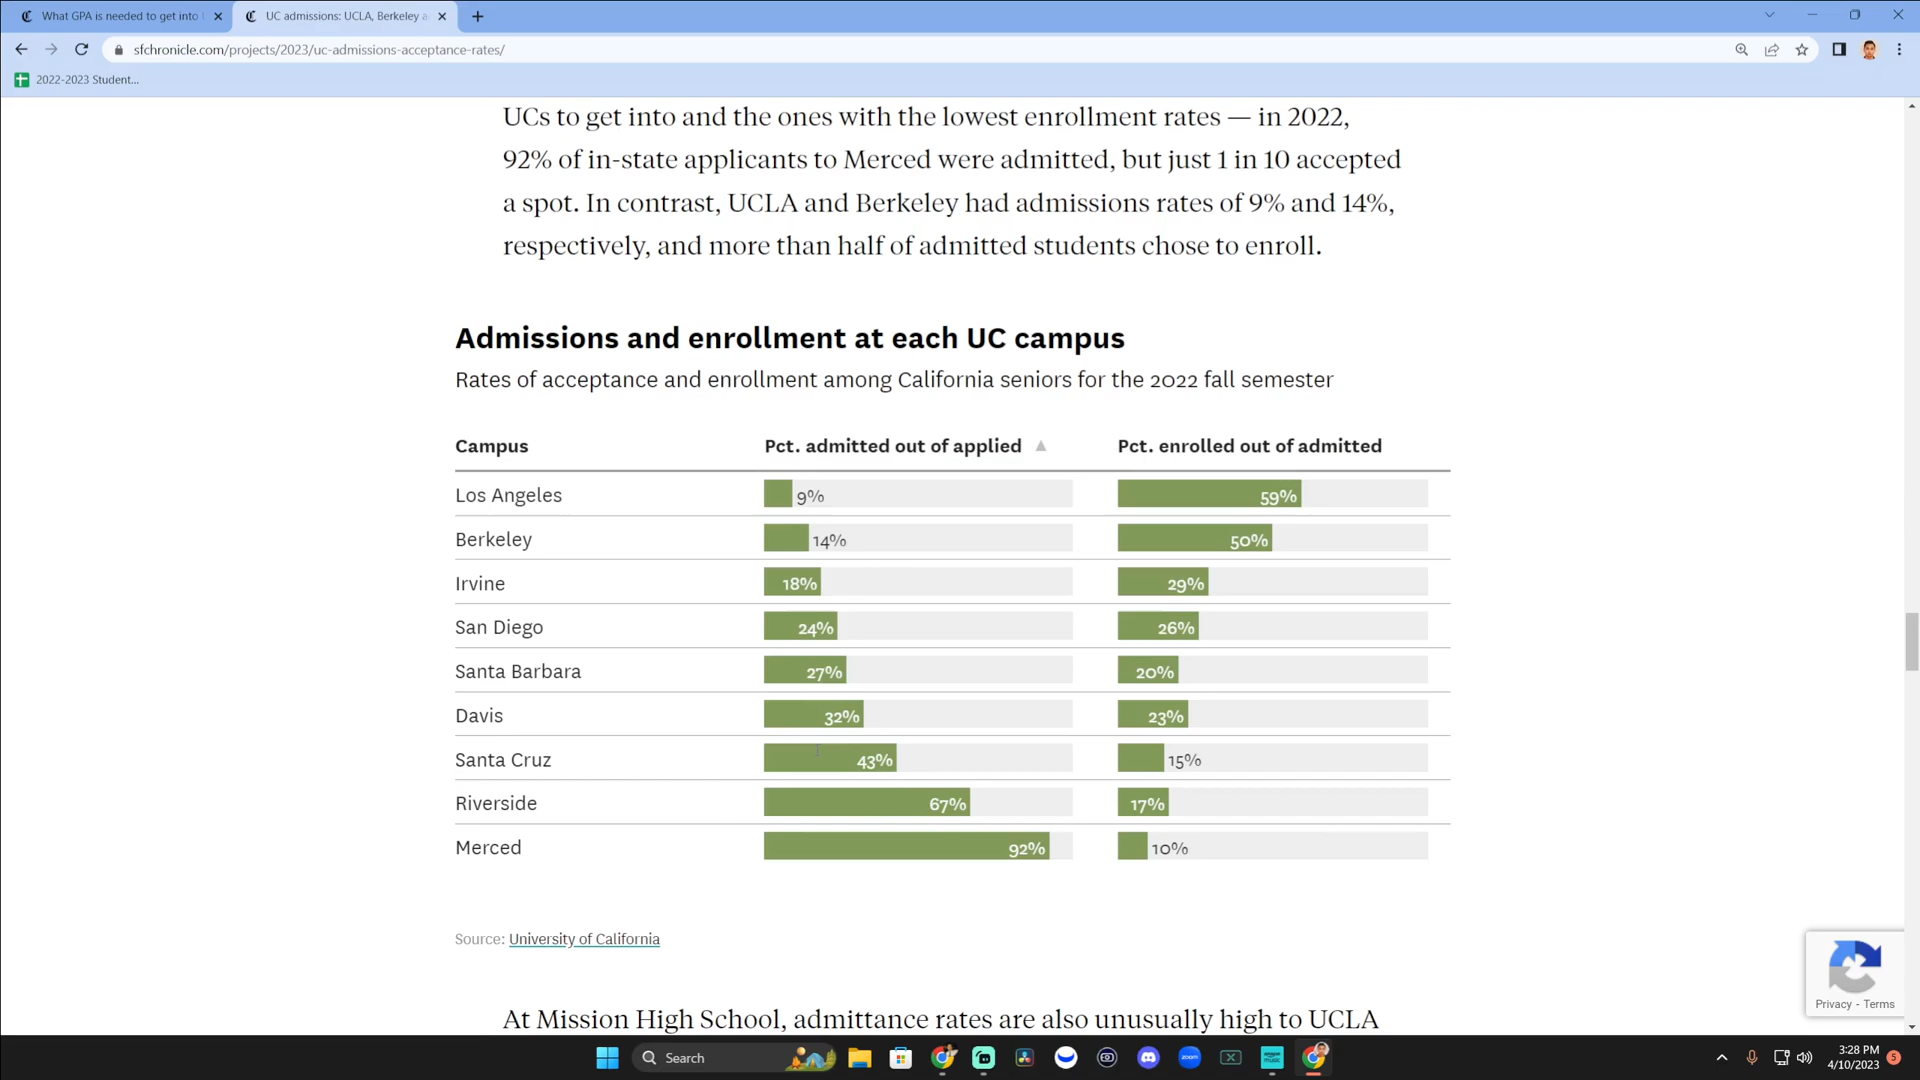 What GPA is needed to get into
UC admissions: UCLA, Berkeley a
sfchronicle.com/projects/2023/uc-admissions-acceptance-rates/
2022-2023 Student...
UCs to get into and the ones with the lowest enrollment rates — in 2022,
92% of in-state applicants to Merced were admitted, but just 1 in 10 accepted
a spot. In contrast, UCLA and Berkeley had admissions rates of 9% and 14%,
respectively, and more than half of admitted students chose to enroll.
Admissions and enrollment at each UC campus
Rates of acceptance and enrollment among California seniors for the 2022 fall semester
Campus Pct. admitted out of applied ▲ Pct. enrolled out of admitted
Los Angeles 9% 59%
Berkeley 14% 50%
Irvine 18% 29%
San Diego 24% 26%
Santa Barbara 27% 20%
Davis 32% 23%
Santa Cruz 43% 15%
Riverside 67% 17%
Merced 92% 10%
Source: University of California
Privacy - Terms
At Mission High School, admittance rates are also unusually high to UCLA
Search
zoom
music
3:28 PM
4/10/2023
5